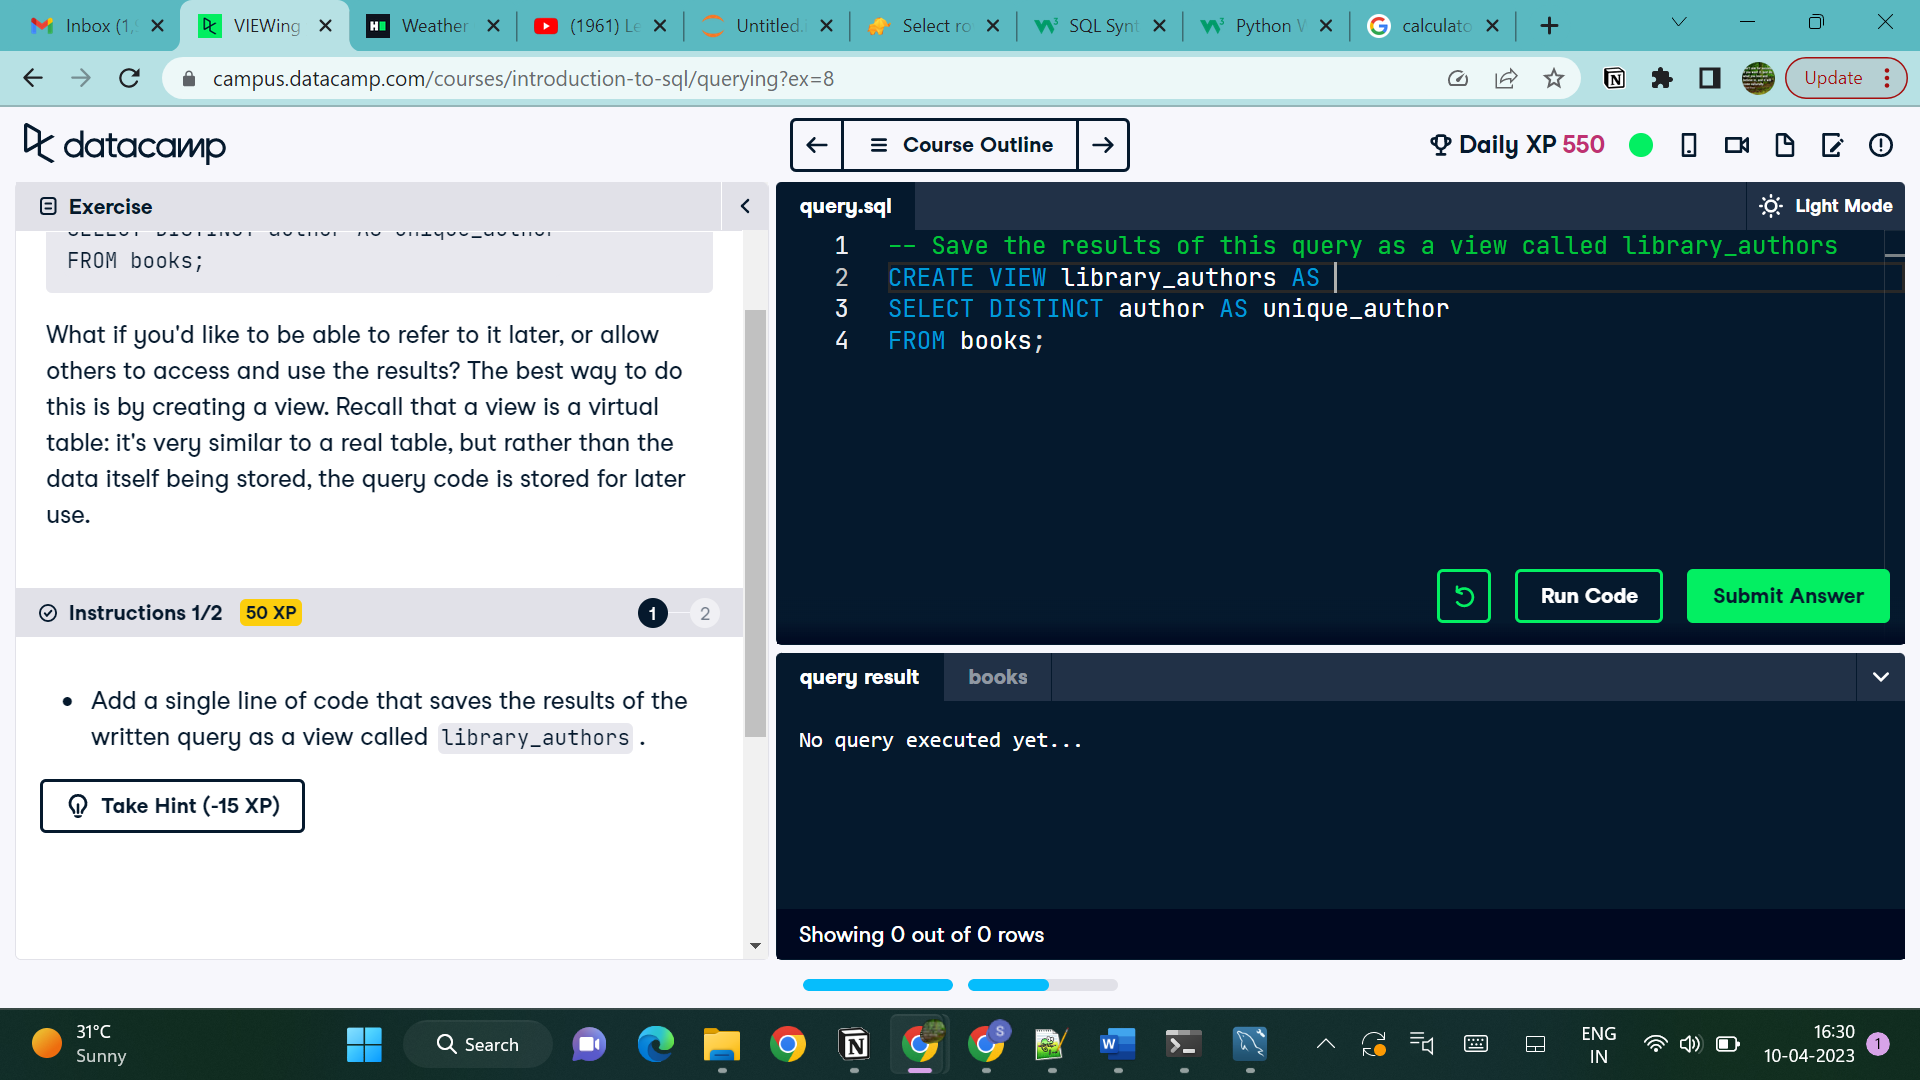 Inbox (1,
VIEWing
Weather
(1961) Le
Untitled.i
Select ro
SQL Synt
Python W
calculato
campus.datacamp.com/courses/introduction-to-sql/querying?ex=8
Update
datacamp
Course Outline
Daily XP 550
Exercise
SELECT DISTINCT author AS unique_author
FROM books;
What if you'd like to be able to refer to it later, or allow
others to access and use the results? The best way to do
this is by creating a view. Recall that a view is a virtual
table: it's very similar to a real table, but rather than the
data itself being stored, the query code is stored for later
use.
Instructions 1/2
50 XP
1
2
• Add a single line of code that saves the results of the
written query as a view called library_authors .
Take Hint (-15 XP)
query.sql
Light Mode
1 -- Save the results of this query as a view called library_authors
2 CREATE VIEW library_authors AS
3 SELECT DISTINCT author AS unique_author
4 FROM books;
Run Code
Submit Answer
query result
books
No query executed yet...
Showing 0 out of 0 rows
31°C
Sunny
Search
S
ENG
IN
16:30
10-04-2023
1